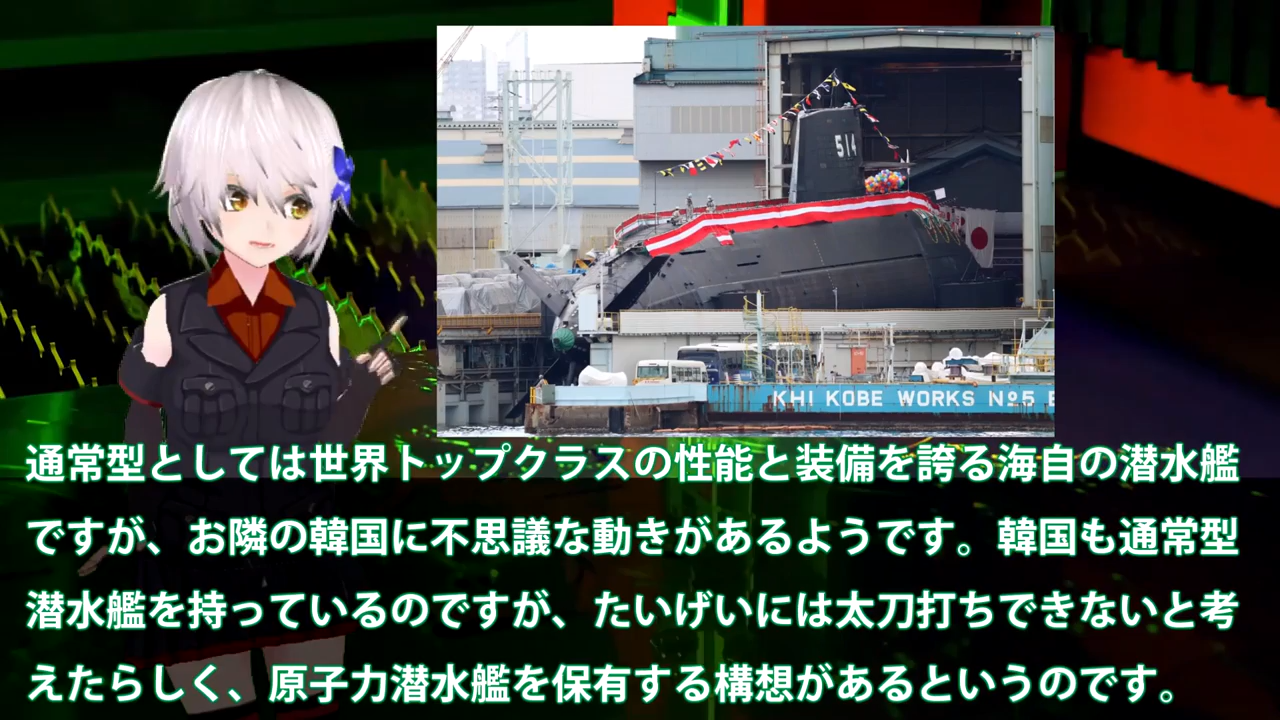 514
KHI KOBE WORKS Nº5
通常型としては世界トップクラスの性能と装備を誇る海自の潜水艦
ですが、お隣の韓国に不思議な動きがあるようです。韓国も通常型
潜水艦を持っているのですが、たいげいには太刀打ちできないと考
えたらしく、原子力潜水艦を保有する構想があるというのです。